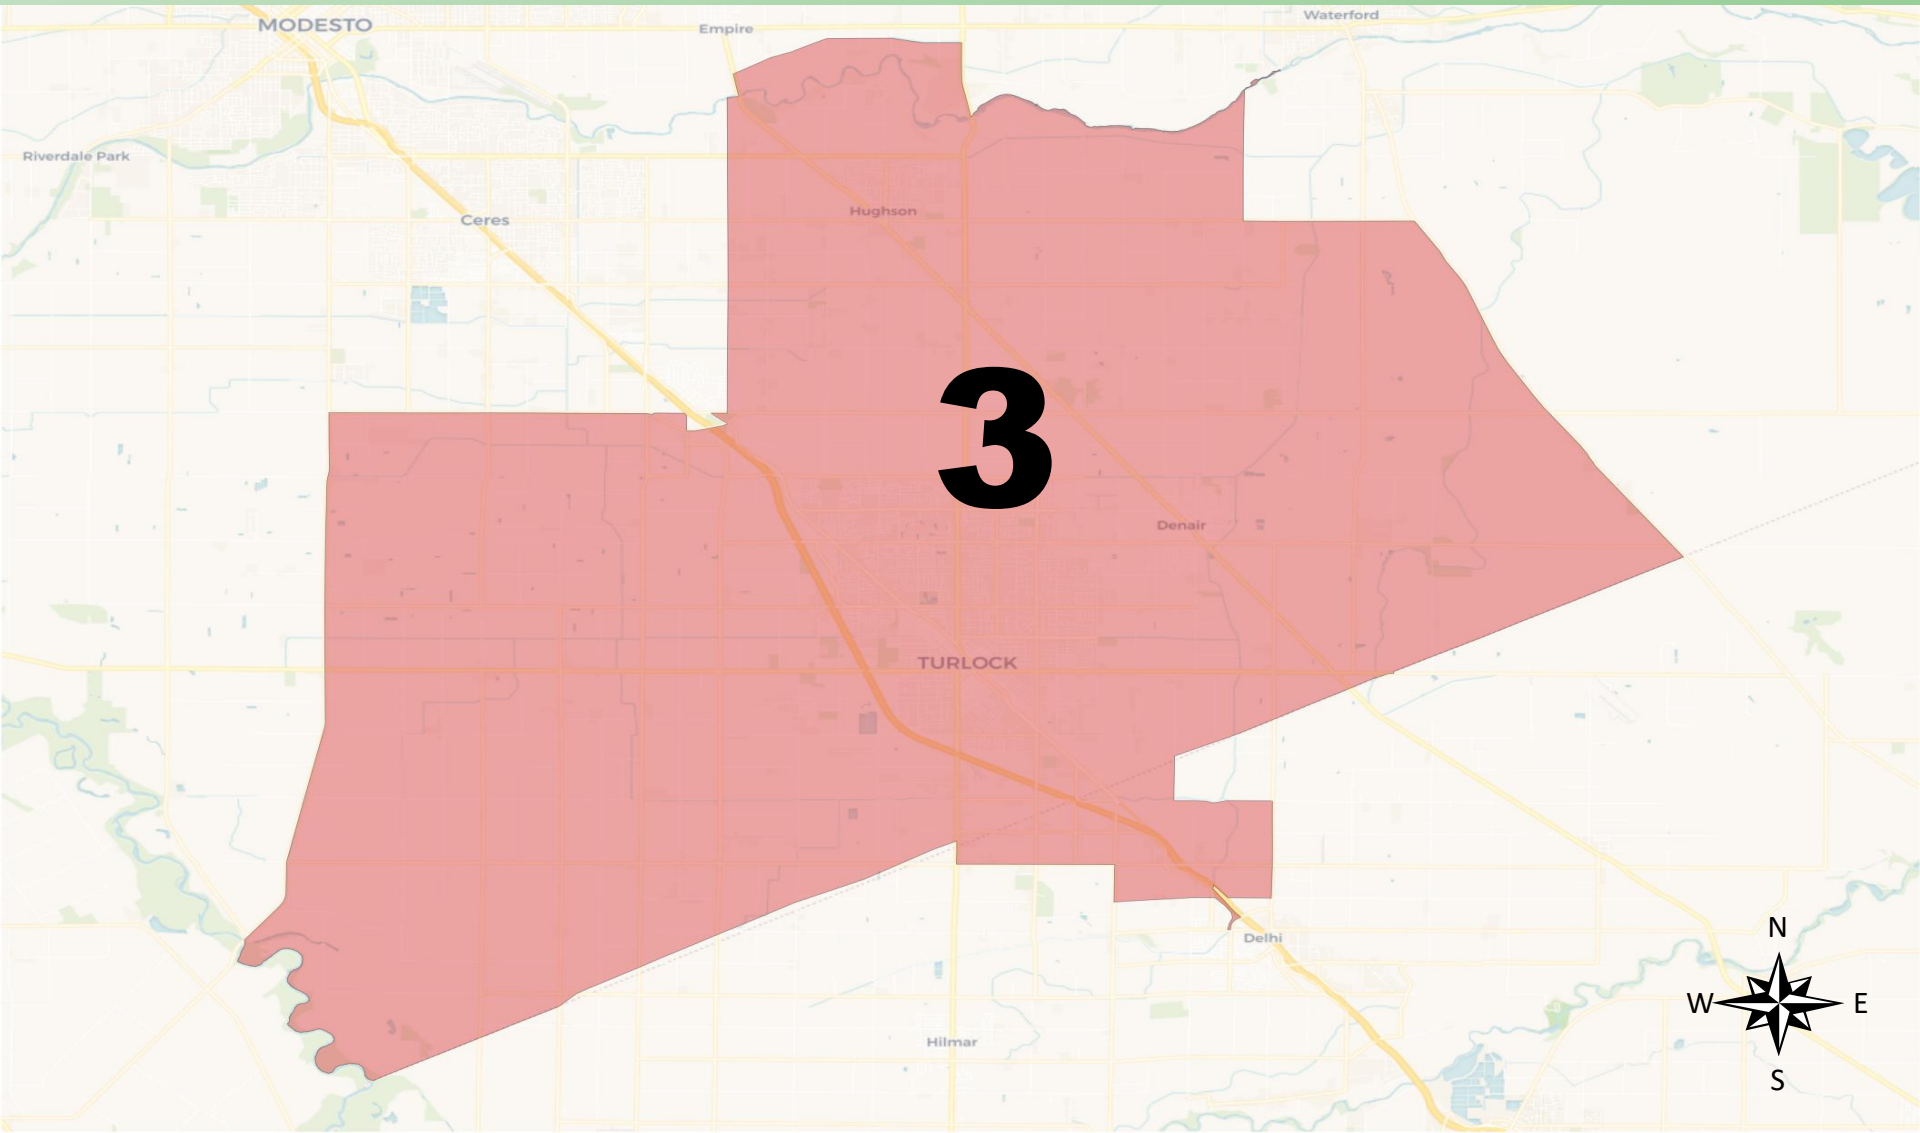 MODESTO
Empire
Waterford
Riverdale Park
Ceres
Hughson
3
Denair
TURLOCK
Delhi
Hilmar
N
W E
S